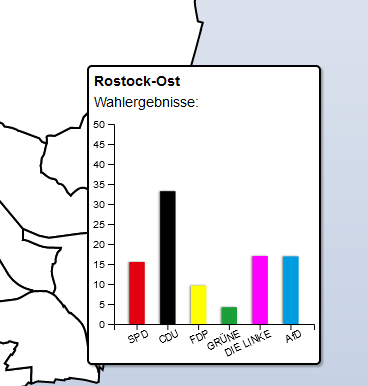 Rostock-Ost
Wahlergebnisse:
50
45
40
35
30
25
20
15
10
5
0
SPD
CDU
FDP
GRÜNE
DIE LINKE
AfD